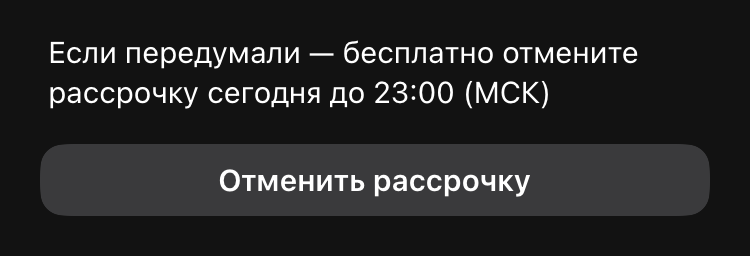 Если передумали — бесплатно отмените
рассрочку сегодня до 23:00 (МСК)
Отменить рассрочку